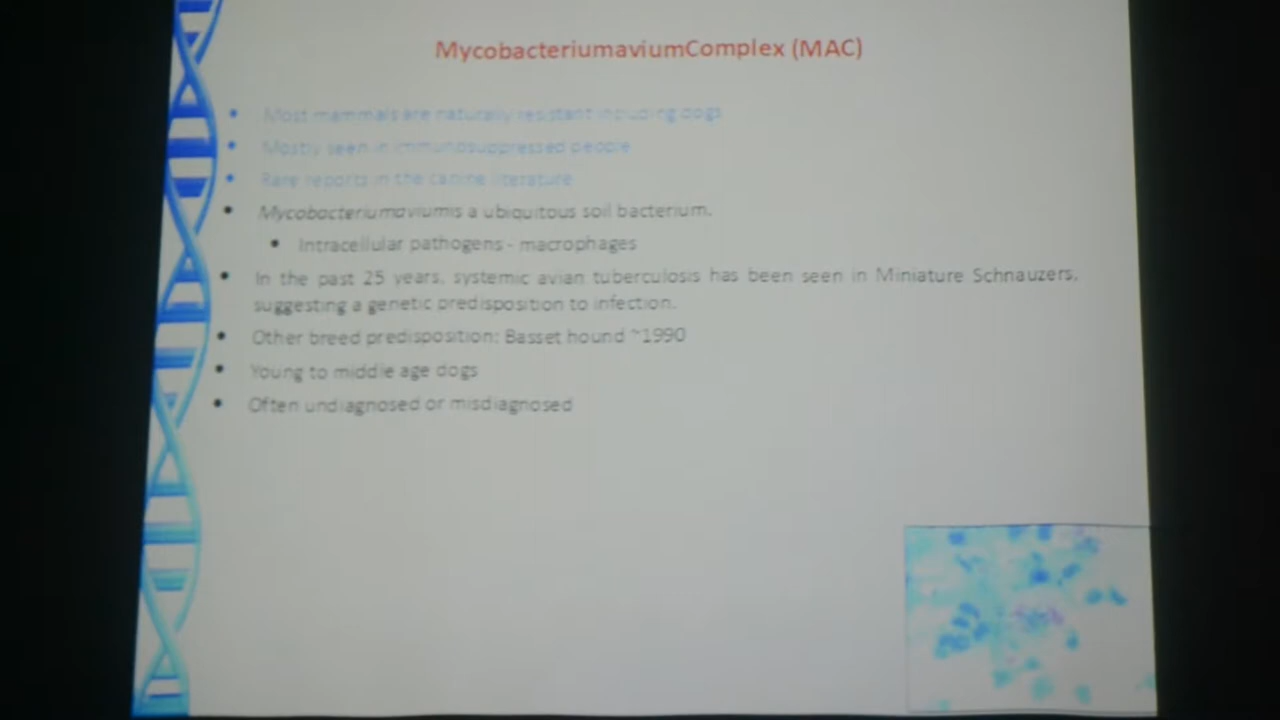 MycobacteriumaviumComplex (MAC)
• Most mammals are naturally resistant including dogs
• Mostly seen in immunosuppressed people
• Rare reports in the canine literature
• Mycobacteriumaviumis a ubiquitous soil bacterium.
• Intracellular pathogens - macrophages
• In the past 25 years, systemic avian tuberculosis has been seen in Miniature Schnauzers,
suggesting a genetic predisposition to infection.
• Other breed predisposition: Basset hound ~1990
• Young to middle age dogs
• Often undiagnosed or misdiagnosed